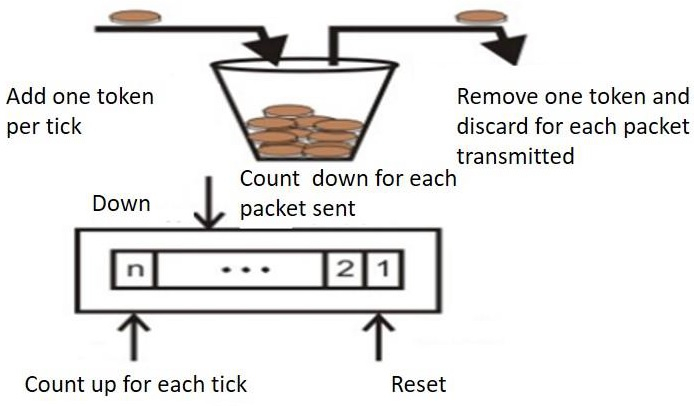 Add one token
per tick
Remove one token and
discard for each packet
transmitted
Count down for each
packet sent
Down
n ... 2 1
Count up for each tick
Reset